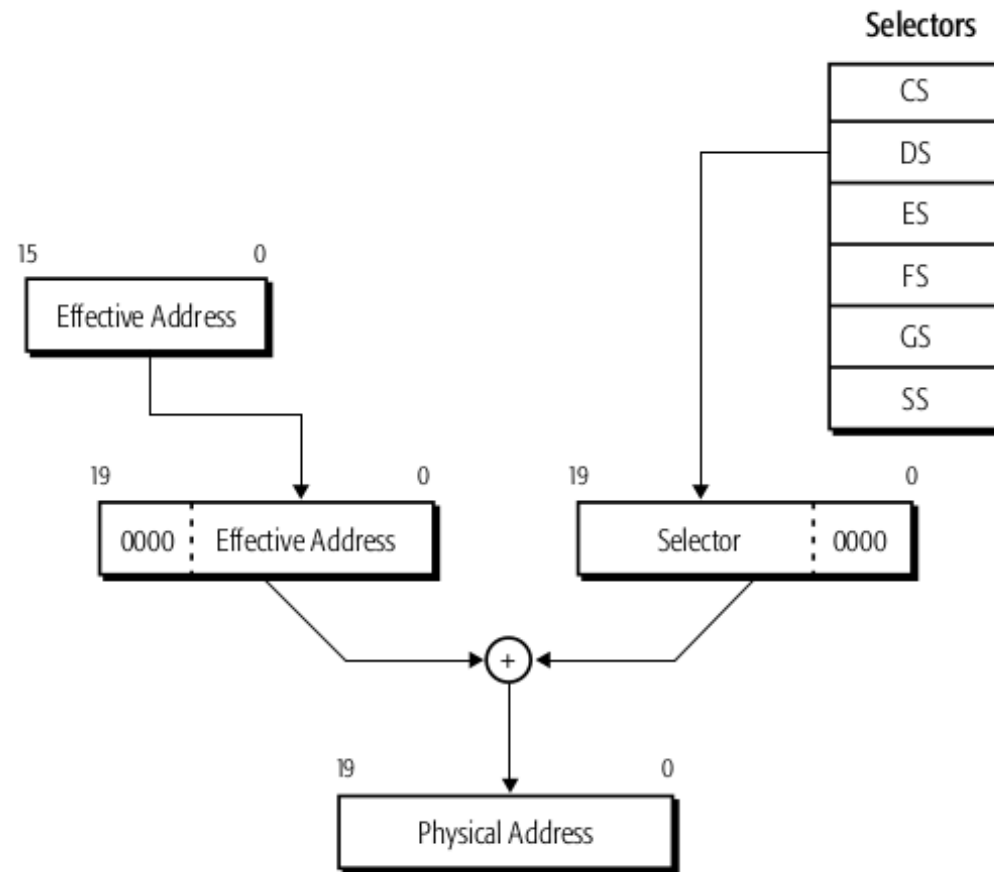 Selectors
CS
DS
ES
FS
GS
SS
15 0
Effective Address
19 0
0000 Effective Address
19 0
Selector 0000
+
19 0
Physical Address